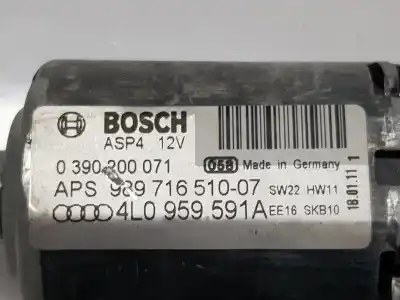 BOSCH
ASP4 12V
0 390 200 071 058 Made in Germany
APS 989 716 510-07 SW22 HW11
4L0 959 591A EE16 SKB10
18.01.11 1